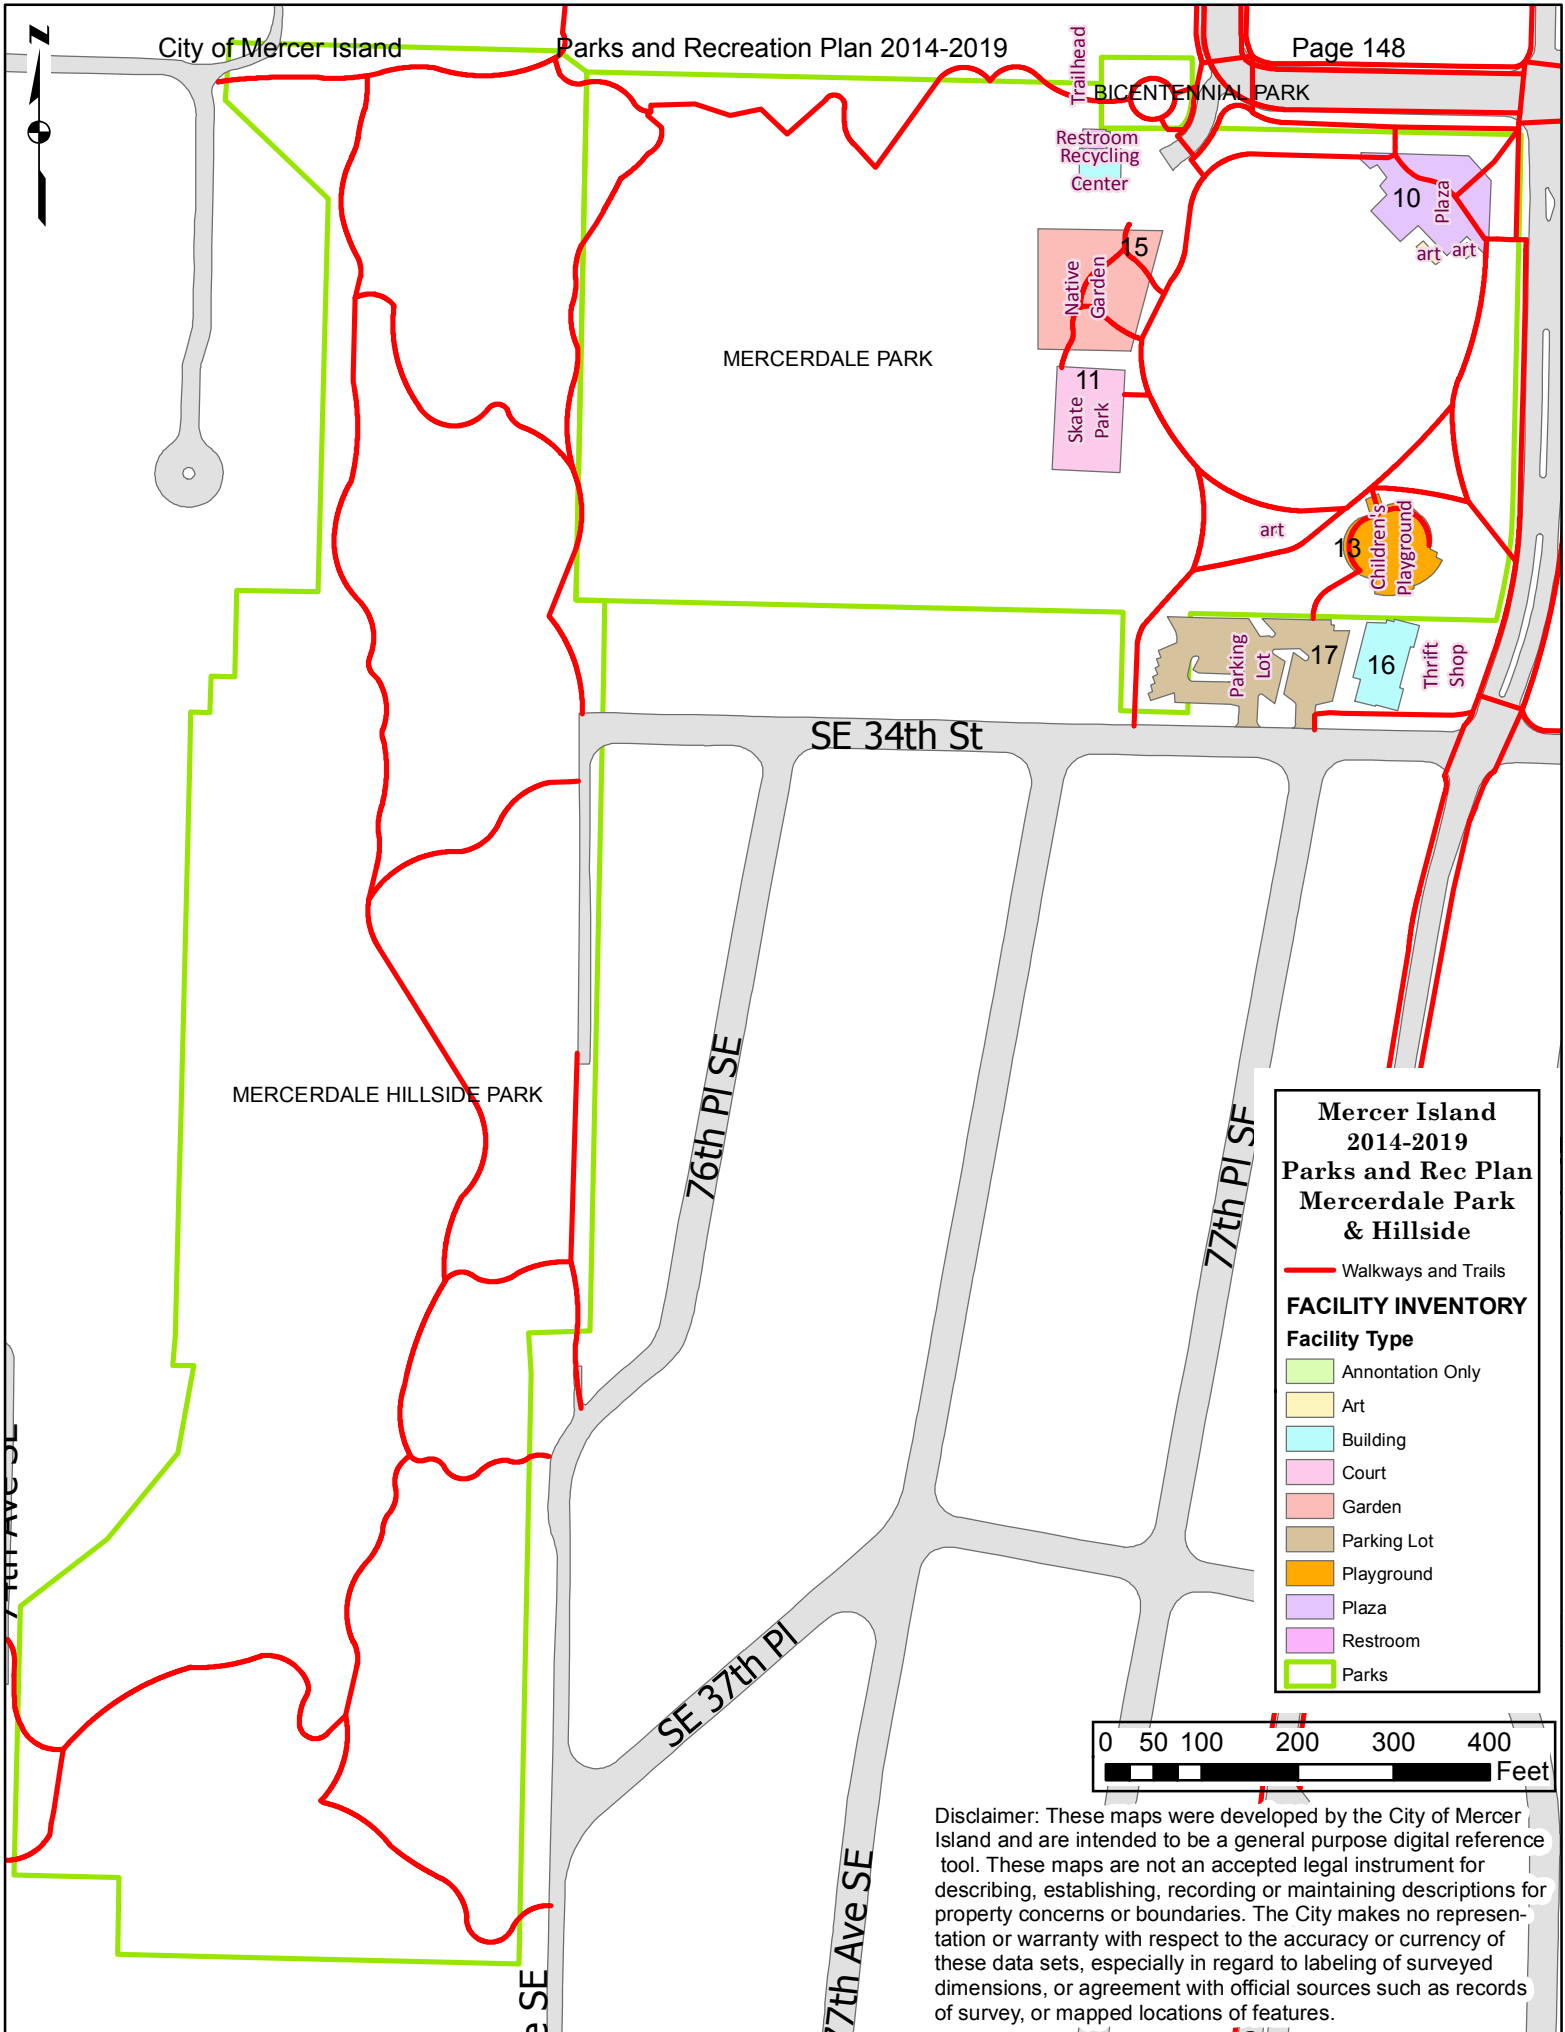 City of Mercer Island
Parks and Recreation Plan 2014-2019
Page 148
Z
Trailhead
BICENTENNIAL PARK
Restroom
Recycling
Center
10
Plaza
art
art
15
Native
Garden
MERCERDALE PARK
11
Skate
Park
art
13
Children's
Playground
Parking
Lot
17
16
Thrift
Shop
SE 34th St
MERCERDALE HILLSIDE PARK
76th Pl SE
77th Pl SE
74th Ave SE
SE 37th Pl
77th Ave SE
e SE
Mercer Island
2014-2019
Parks and Rec Plan
Mercerdale Park
& Hillside
Walkways and Trails
FACILITY INVENTORY
Facility Type
Annontation Only
Art
Building
Court
Garden
Parking Lot
Playground
Plaza
Restroom
Parks
0 50 100 200 300 400
Feet
Disclaimer: These maps were developed by the City of Mercer
Island and are intended to be a general purpose digital reference
tool. These maps are not an accepted legal instrument for
describing, establishing, recording or maintaining descriptions for
property concerns or boundaries. The City makes no represen-
tation or warranty with respect to the accuracy or currency of
these data sets, especially in regard to labeling of surveyed
dimensions, or agreement with official sources such as records
of survey, or mapped locations of features.